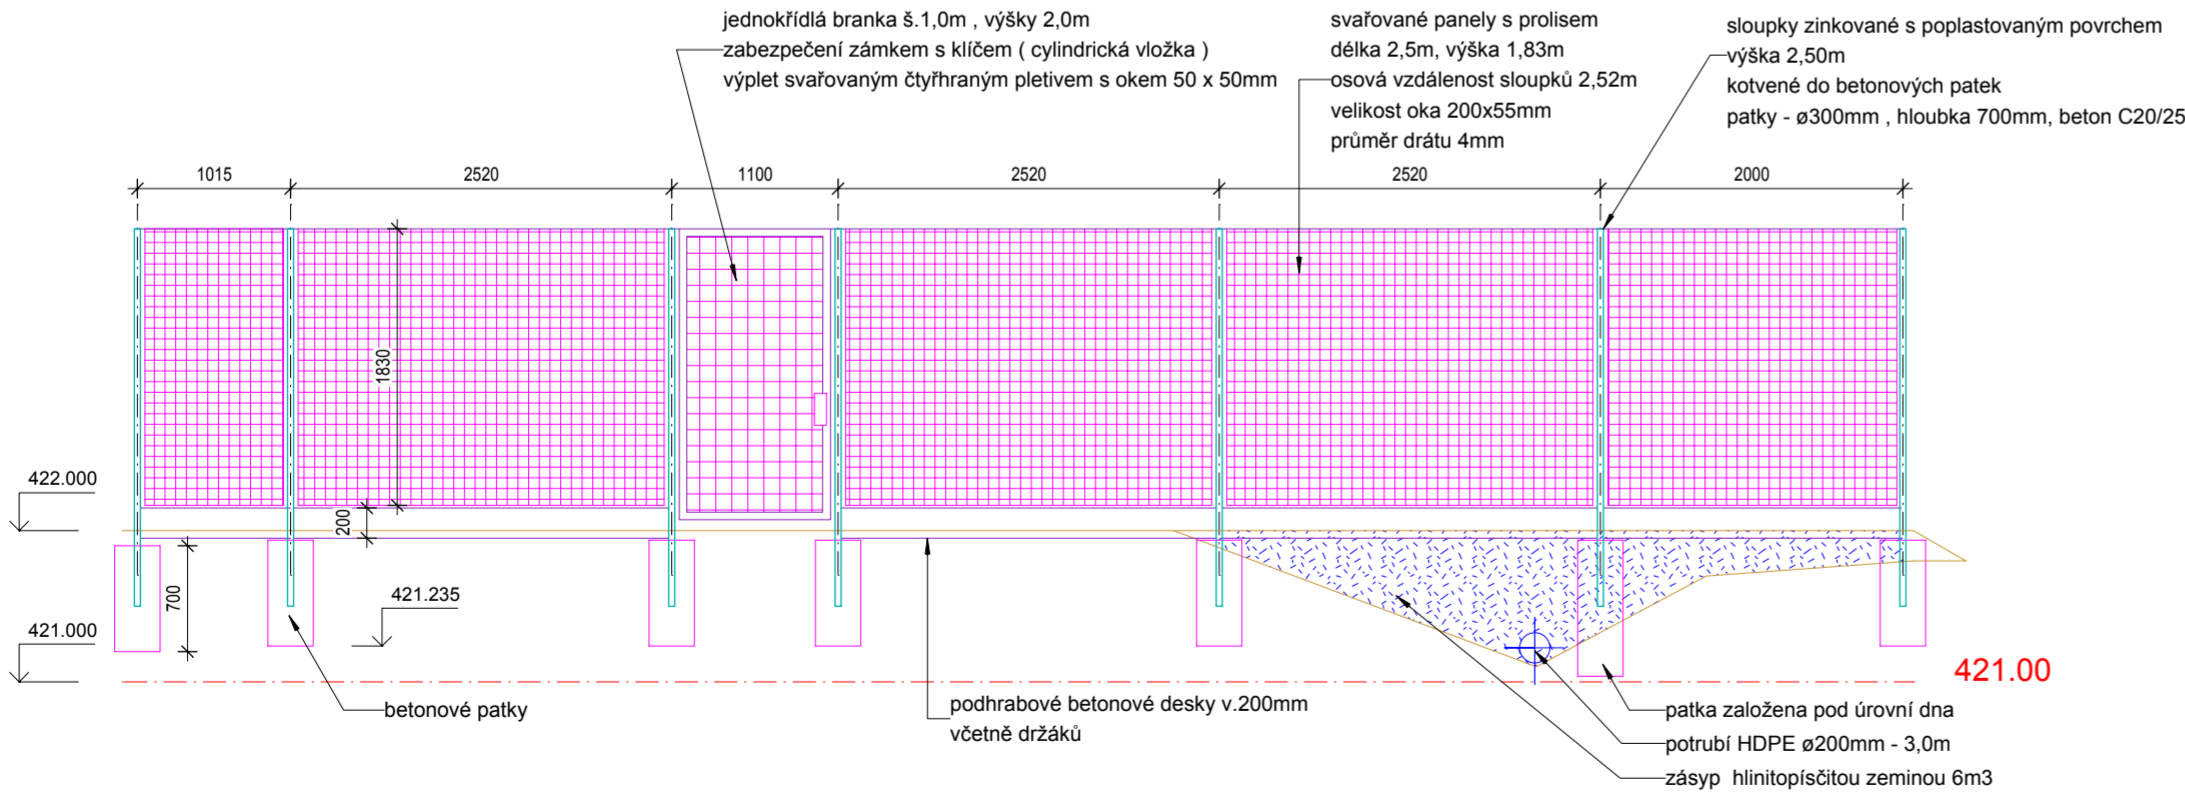 jednokřídlá branka š.1,0m , výšky 2,0m
zabezpečení zámkem s klíčem ( cylindrická vložka )
výplet svařovaným čtyřhraným pletivem s okem 50 x 50mm
svařované panely s prolisem
délka 2,5m, výška 1,83m
osová vzdálenost sloupků 2,52m
velikost oka 200x55mm
průměr drátu 4mm
sloupky zinkované s poplastovaným povrchem
výška 2,50m
kotvené do betonových patek
patky - ø300mm , hloubka 700mm, beton C20/25
1015
2520
1100
2520
2520
2000
1830
422.000
200
700
421.235
421.000
421.00
betonové patky
podhrabové betonové desky v.200mm
včetně držáků
patka založena pod úrovní dna
potrubí HDPE ø200mm - 3,0m
zásyp hlinitopísčitou zeminou 6m3